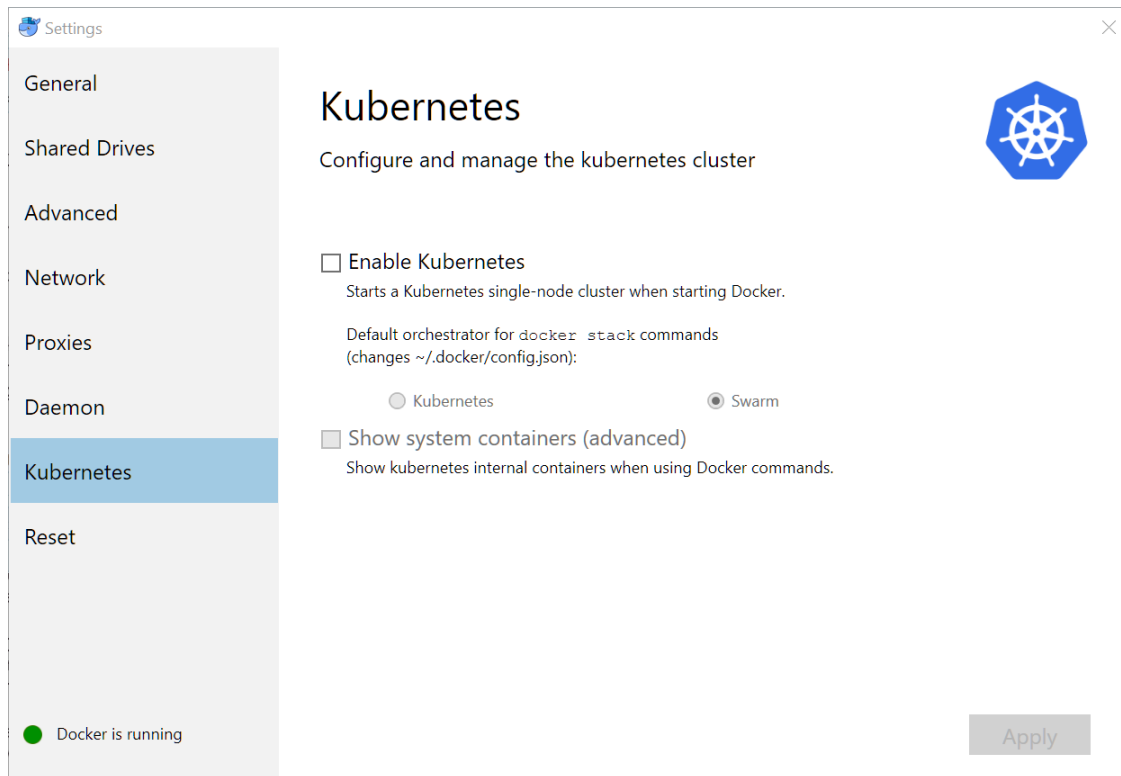 Settings
General
Shared Drives
Advanced
Network
Proxies
Daemon
Kubernetes
Reset
Docker is running
Kubernetes
Configure and manage the kubernetes cluster
Enable Kubernetes
Starts a Kubernetes single-node cluster when starting Docker.
Default orchestrator for docker stack commands
(changes ~/.docker/config.json):
Kubernetes Swarm
Show system containers (advanced)
Show kubernetes internal containers when using Docker commands.
Apply